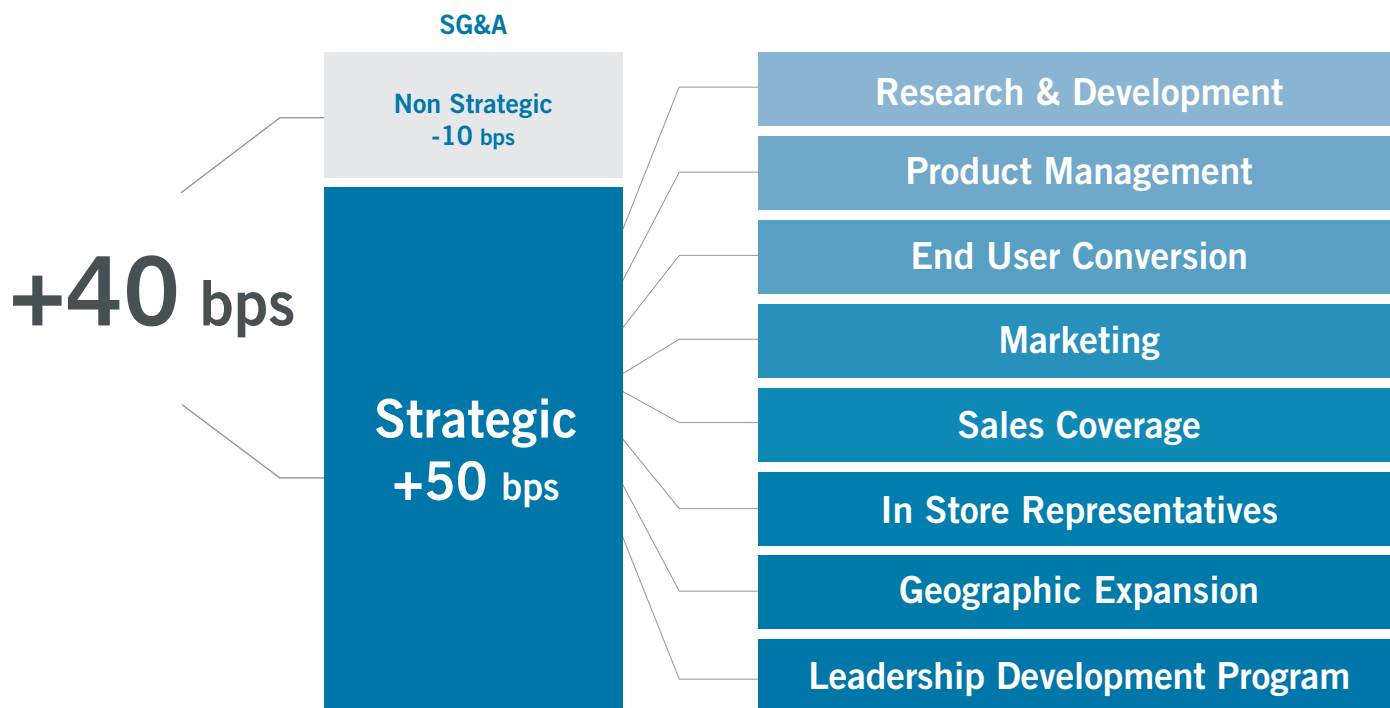 SG&A
Non Strategic
-10 bps
+40 bps
Strategic
+50 bps
Research & Development
Product Management
End User Conversion
Marketing
Sales Coverage
In Store Representatives
Geographic Expansion
Leadership Development Program